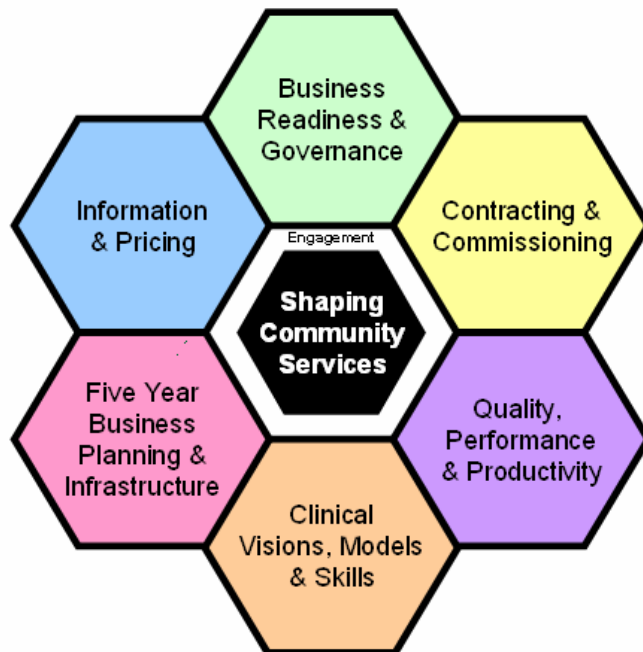 Business
Readiness &
Governance
Information
& Pricing
Contracting &
Commissioning
Engagement
Shaping
Community
Services
Five Year
Business
Planning &
Infrastructure
Quality,
Performance
& Productivity
Clinical
Visions, Models
& Skills